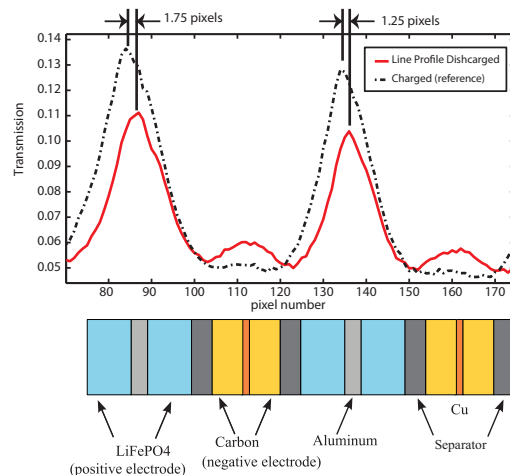 1.75 pixels
1.25 pixels
0.14
0.13
0.12
0.11
0.10
0.09
0.08
0.07
0.06
0.05
Transmission
Line Profile Dishcarged
Charged (reference)
80
90
100
110
120
130
140
150
160
170
pixel number
Cu
LiFePO4
(positive electrode)
Carbon
(negative electrode)
Aluminum
Separator